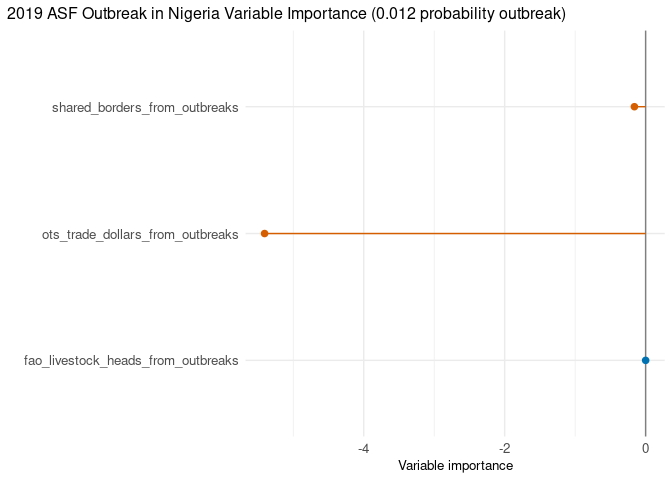 2019 ASF Outbreak in Nigeria Variable Importance (0.012 probability outbreak)
shared_borders_from_outbreaks
ots_trade_dollars_from_outbreaks
fao_livestock_heads_from_outbreaks
-4 -2 0
Variable importance